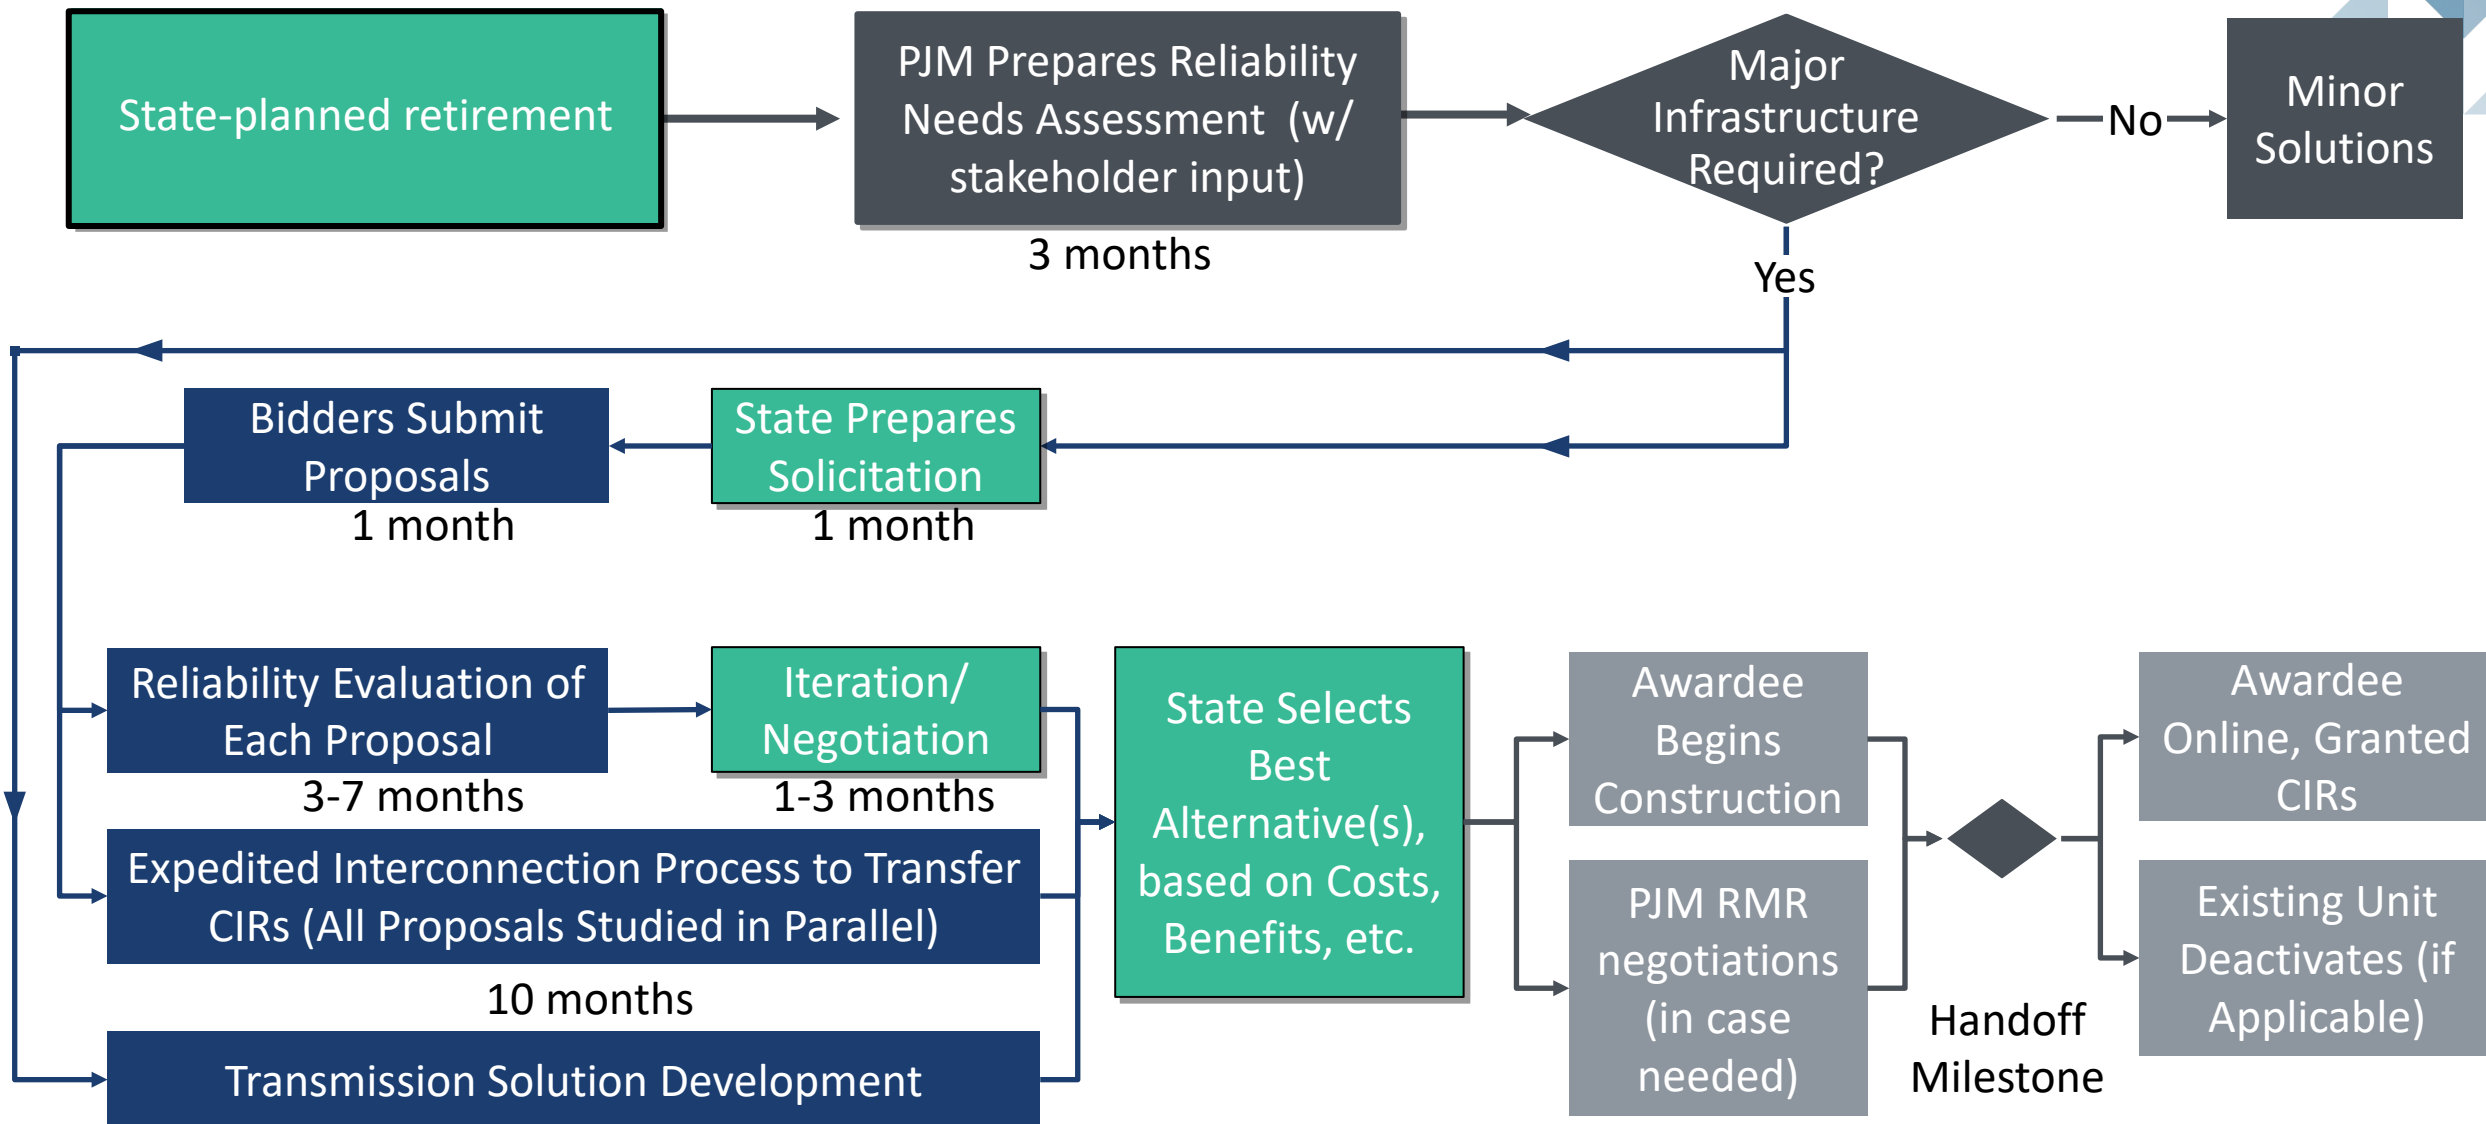 State-planned retirement
PJM Prepares Reliability
Needs Assessment (w/
stakeholder input)
3 months
Major
Infrastructure
Required?
No
Minor
Solutions
Yes
Bidders Submit
Proposals
1 month
State Prepares
Solicitation
1 month
Reliability Evaluation of
Each Proposal
3-7 months
Iteration/
Negotiation
1-3 months
Expedited Interconnection Process to Transfer
CIRs (All Proposals Studied in Parallel)
10 months
Transmission Solution Development
State Selects
Best
Alternative(s),
based on Costs,
Benefits, etc.
Awardee
Begins
Construction
PJM RMR
negotiations
(in case
needed)
Handoff
Milestone
Awardee
Online, Granted
CIRs
Existing Unit
Deactivates (if
Applicable)